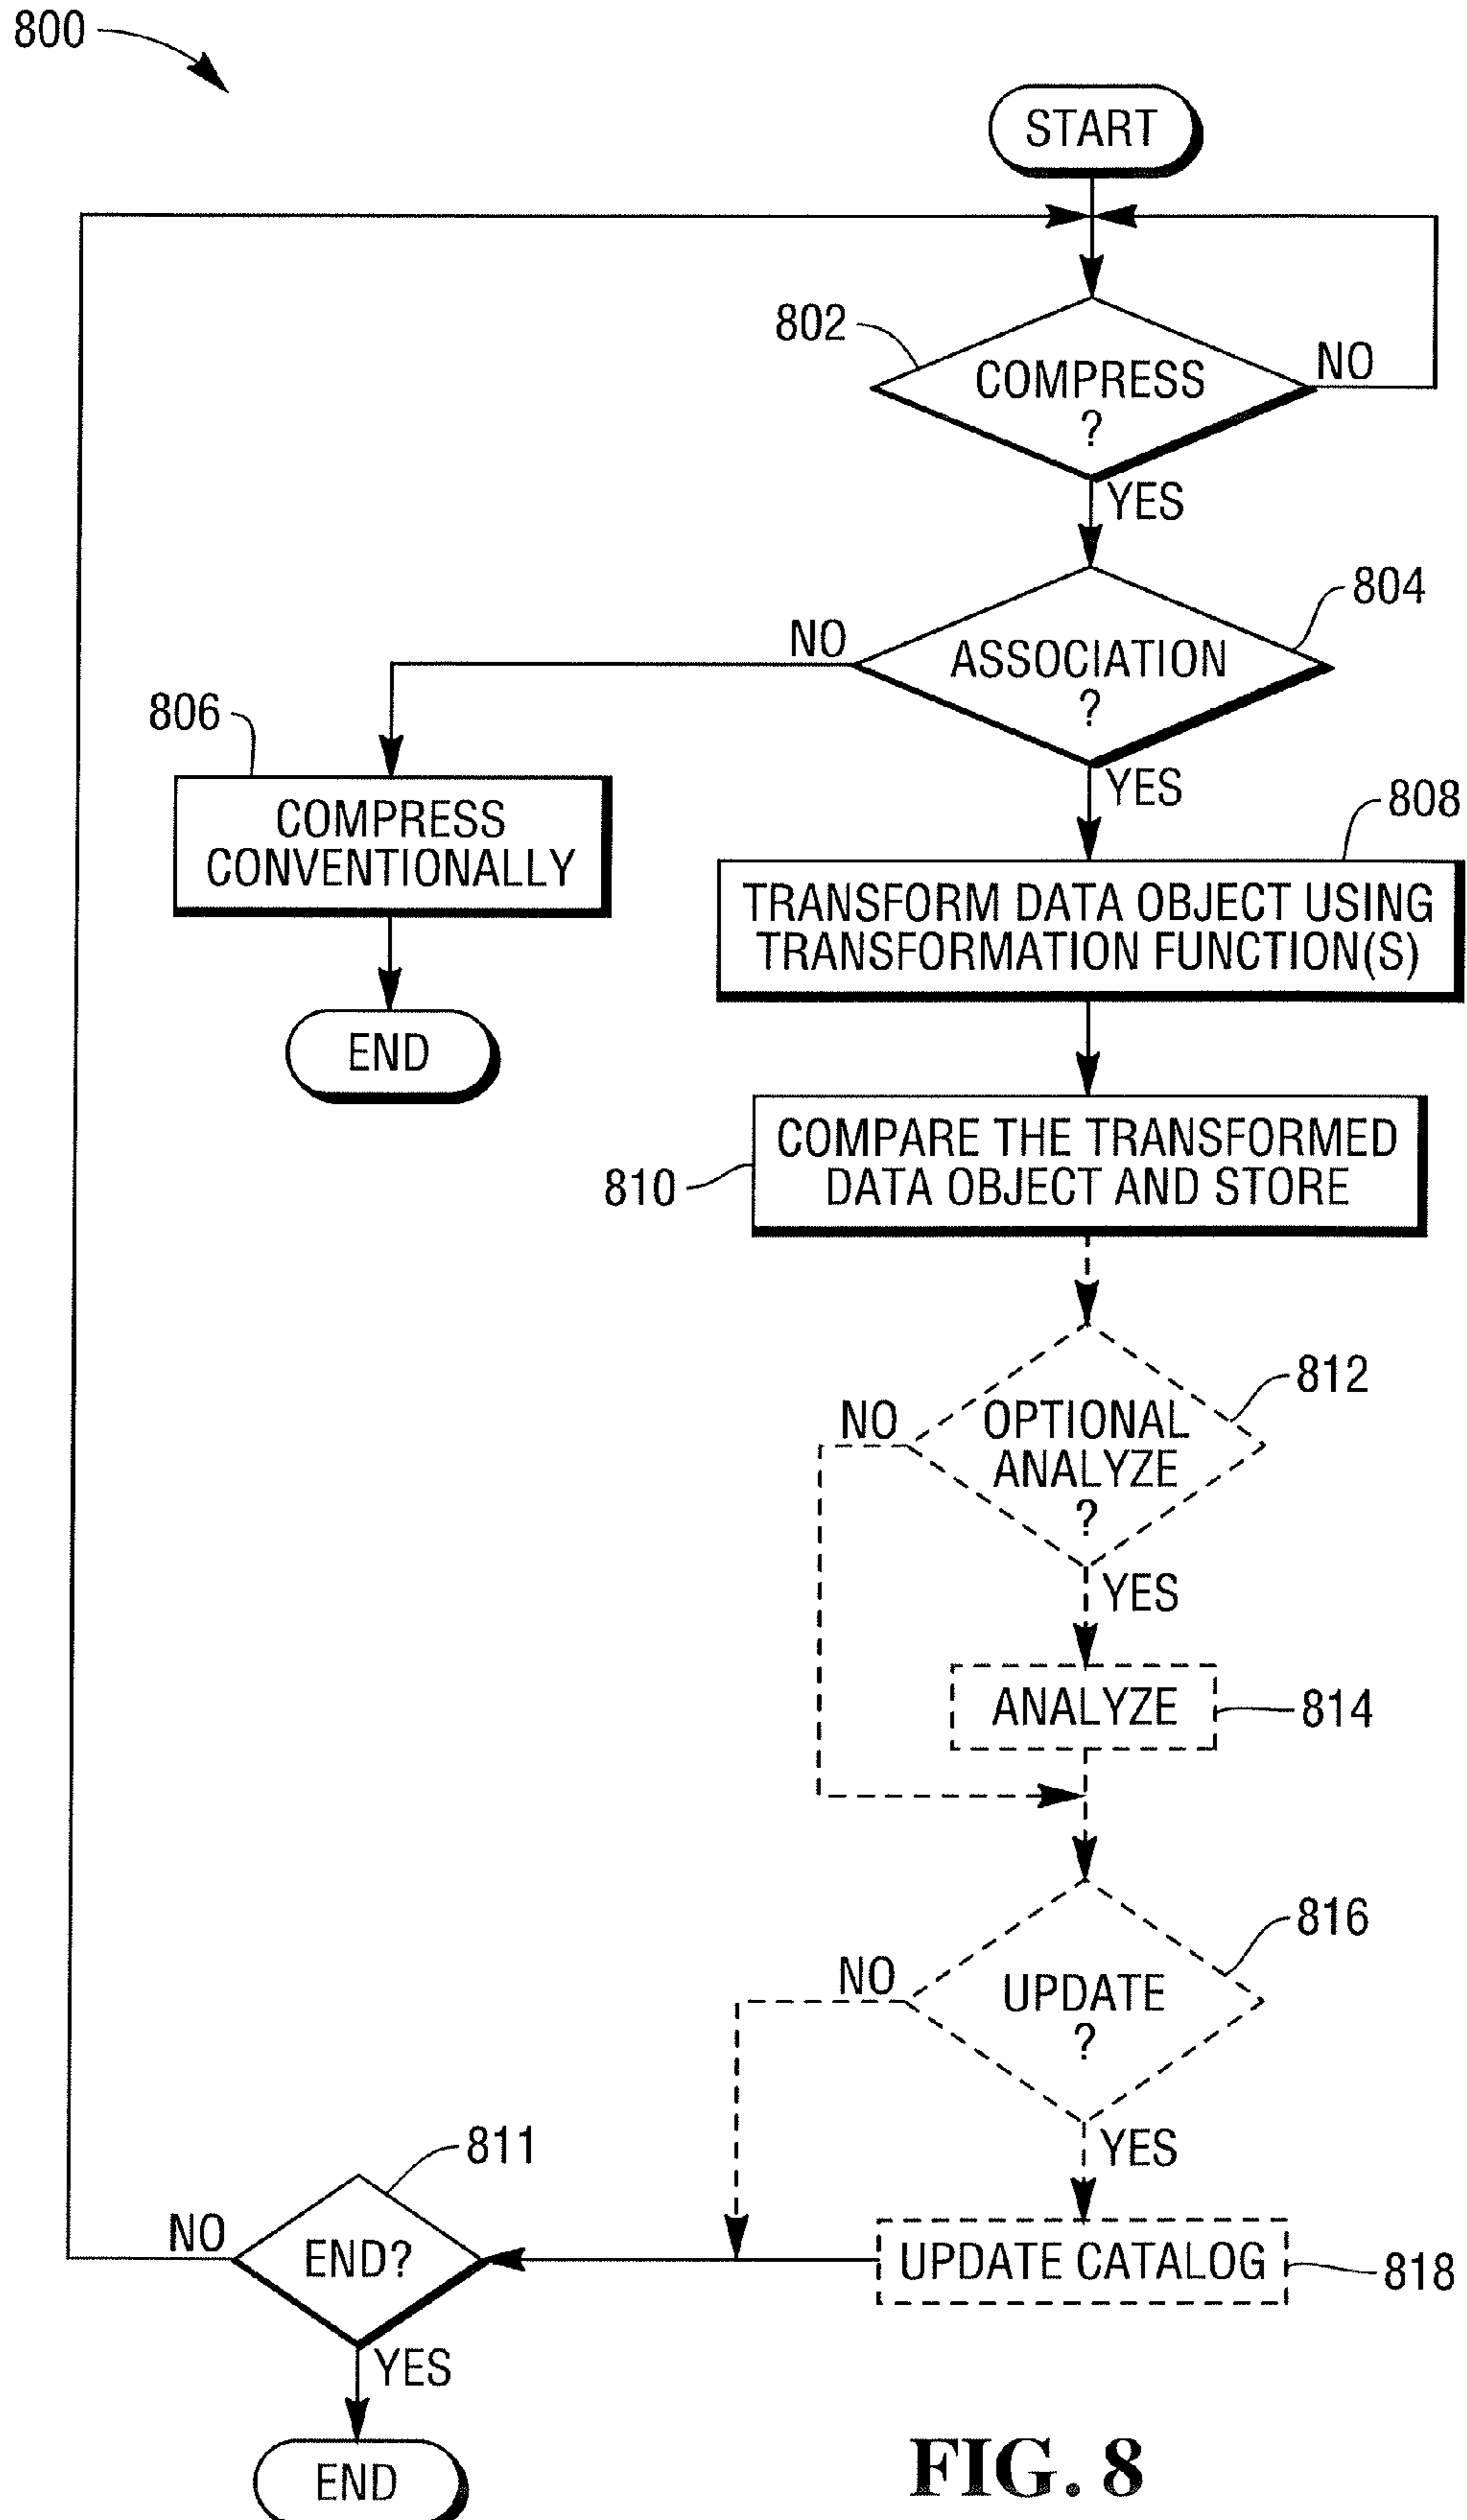 800
START
802
COMPRESS
?
NO
YES
804
ASSOCIATION
?
NO
YES
806
COMPRESS
CONVENTIONALLY
END
808
TRANSFORM DATA OBJECT USING
TRANSFORMATION FUNCTION(S)
810
COMPARE THE TRANSFORMED
DATA OBJECT AND STORE
812
NO
OPTIONAL
ANALYZE
?
YES
ANALYZE
814
816
NO
UPDATE
?
YES
811
NO
END?
UPDATE CATALOG
818
YES
END
FIG. 8